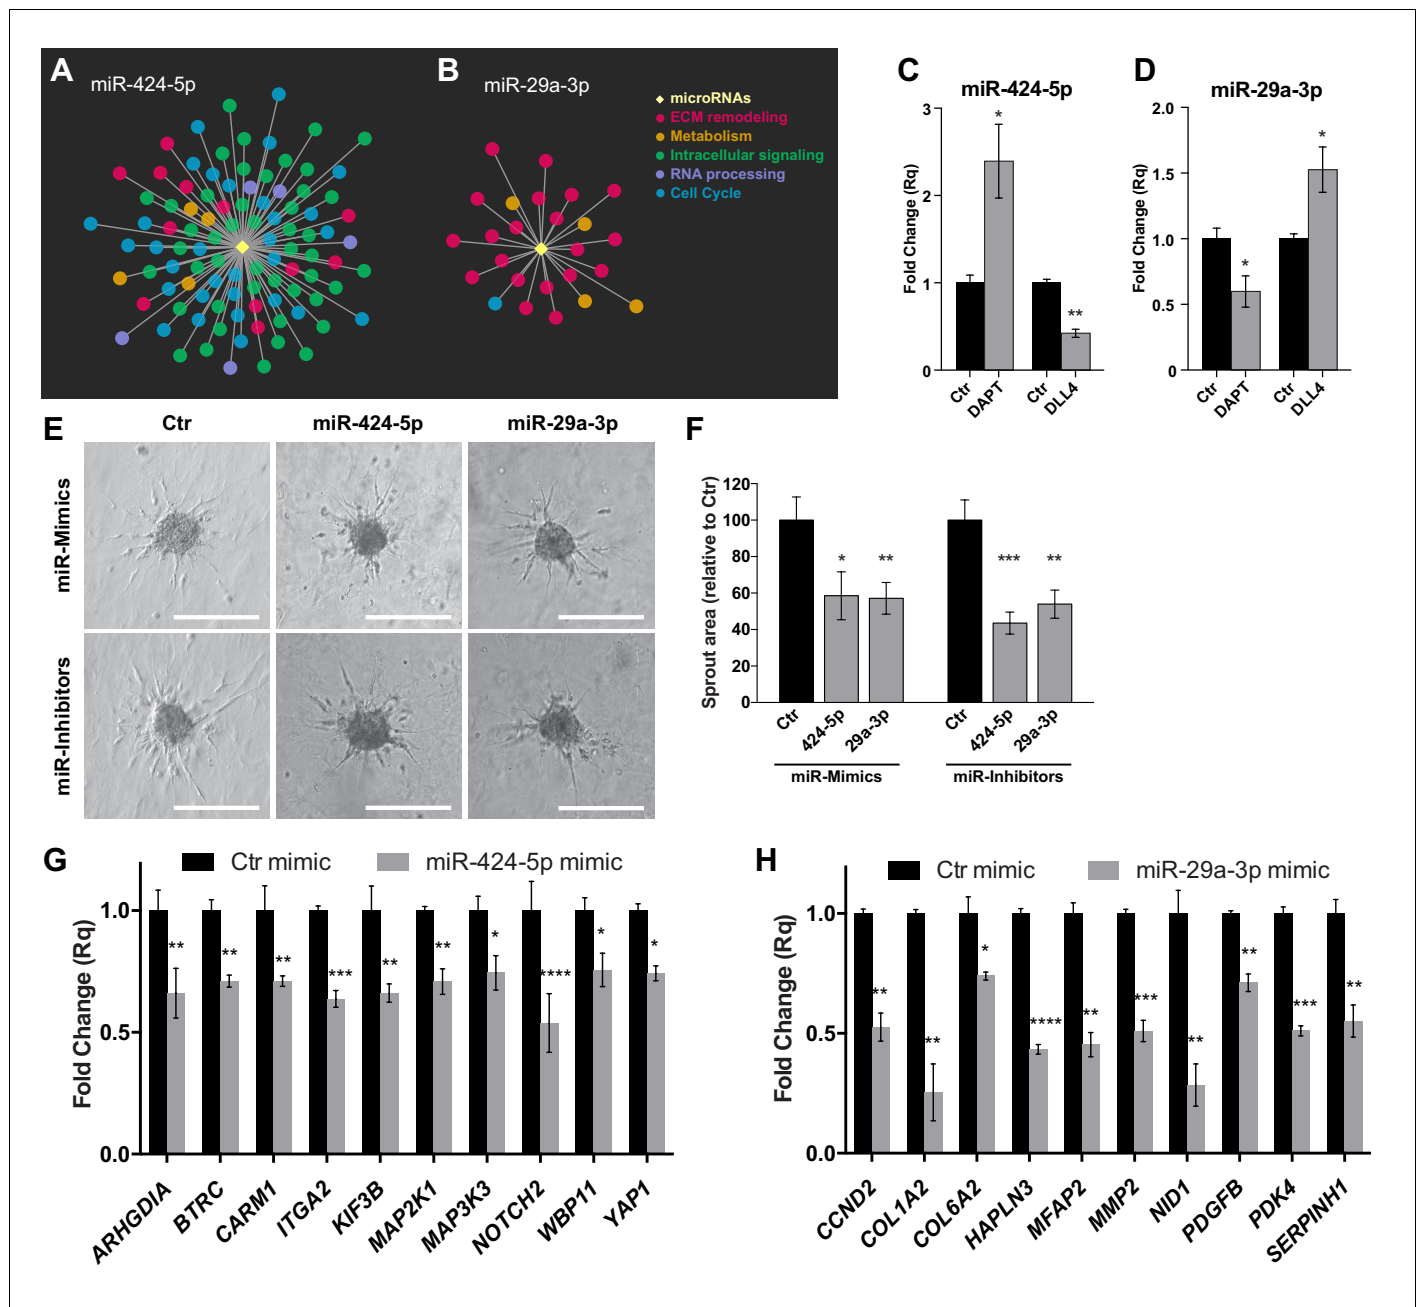 A
miR-424-5p
B
miR-29a-3p
microRNAs
ECM remodeling
Metabolism
Intracellular signaling
RNA processing
Cell Cycle
C
miR-424-5p
Fold Change (Rq)
3
2
1
0
*
**
Ctr
DAPT
Ctr
DLL4
D
miR-29a-3p
Fold Change (Rq)
2.0
1.5
1.0
0.5
0
*
*
Ctr
DAPT
Ctr
DLL4
E
Ctr
miR-424-5p
miR-29a-3p
miR-Mimics
miR-Inhibitors
F
Sprout area (relative to Ctr)
120
100
80
60
40
20
0
*
**
***
**
Ctr
424-5p
29a-3p
Ctr
424-5p
29a-3p
miR-Mimics
miR-Inhibitors
G
Ctr mimic
miR-424-5p mimic
Fold Change (Rq)
1.0
0.5
0.0
**
**
**
***
**
**
*
****
*
*
ARHGDIA
BTRC
CARM1
ITGA2
KIF3B
MAP2K1
MAP3K3
NOTCH2
WBP11
YAP1
H
Ctr mimic
miR-29a-3p mimic
Fold Change (Rq)
1.0
0.5
0.0
**
**
*
****
**
***
**
**
***
**
CCND2
COL1A2
COL6A2
HAPLN3
MFAP2
MMP2
NID1
PDGFB
PDK4
SERPINH1